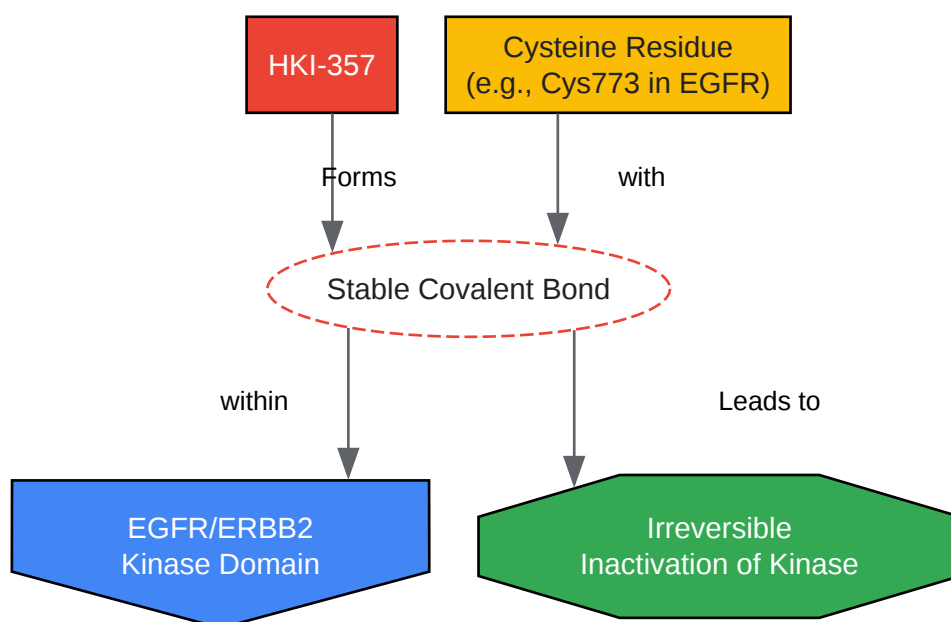 HKI-357
Cysteine Residue
(e.g., Cys773 in EGFR)
Forms
with
Stable Covalent Bond
within
Leads to
EGFR/ERBB2
Kinase Domain
Irreversible
Inactivation of Kinase